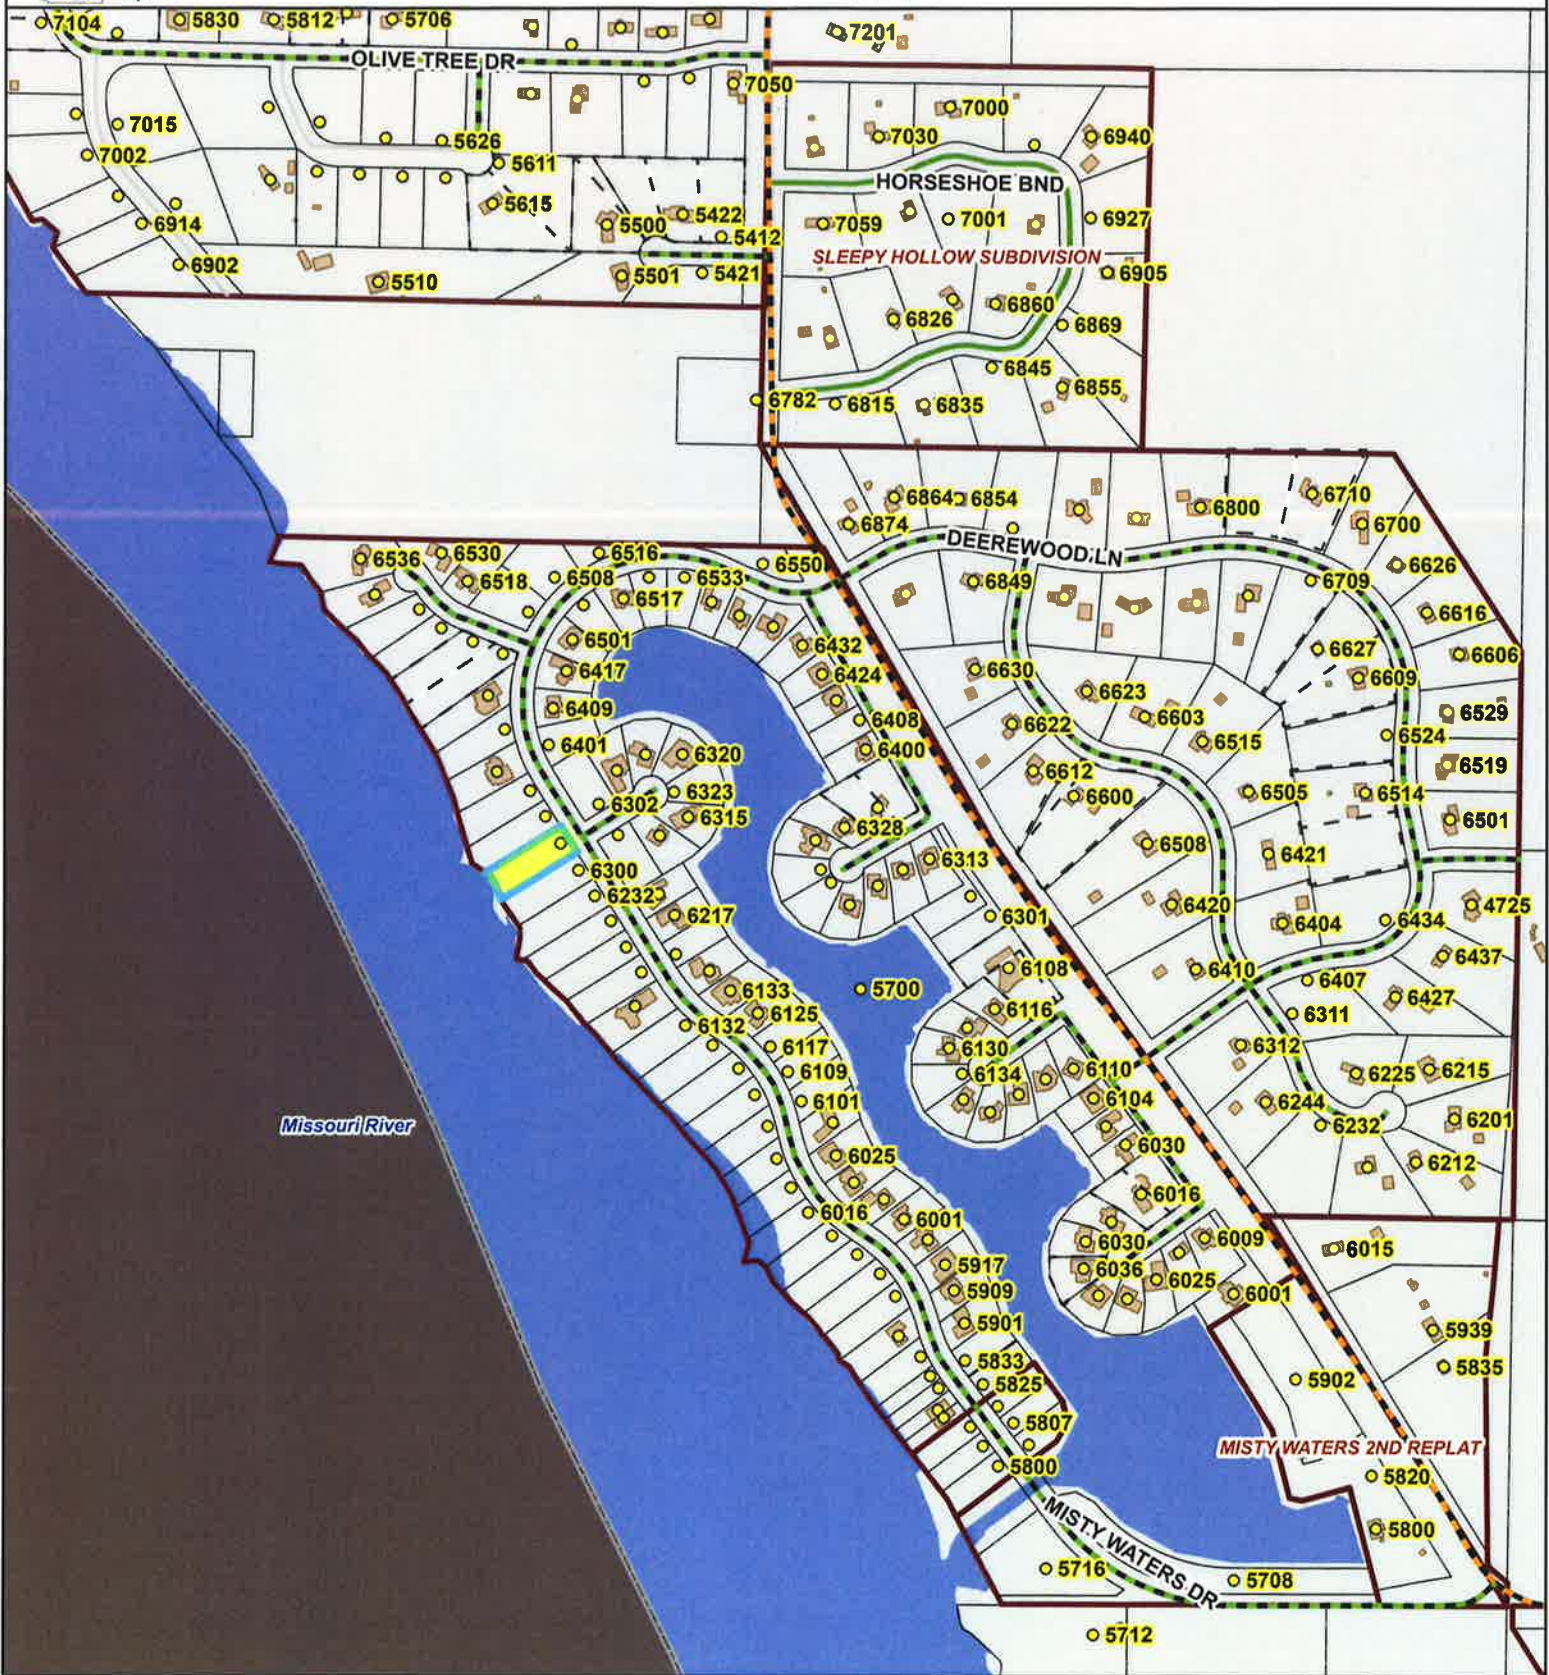 7104 5830 5812 5706 7201
OLIVE TREE DR
7050
7000
7015 5626 7030 6940
7002 5611
HORSESHOE BND
5615
5422
6914 5500 7059 7001 6927
5412
SLEEPY HOLLOW SUBDIVISION
6902 5510 5501 5421 6905
6860
6826 6869
6845
6855
6782 6815 6835
6864 6854 6800 6710
6874 6700
DEEREWOOD LN
6536 6530 6516 6550 6626
6518 6508 6533 6849 6709
6517 6616
6501 6432 6627 6606
6417 6424 6630 6609
6409 6623
6408 6622 6603 6529
6401 6400 6515 6524
6320 6612 6519
6323 6600 6505 6514
6302
6315 6328 6501
6508 6421
6300 6313
6232 6420 4725
6217 6301 6404 6434
6108 6410 6437
6133 5700 6407
6116 6427
6125 6311
6132
6117 6130 6312
6109 6134 6110 6225 6215
6101 6104 6244
6232 6201
6025 6030
6212
6016 6016
6001
6030 6009 6015
5917 6036 6025
5909 6001
Missouri River
5901 5939
5833 5835
5825 5902
5807
MISTY WATERS 2ND REPLAT
5800 5820
MISTY WATERS DR
5800
5716 5708
5712